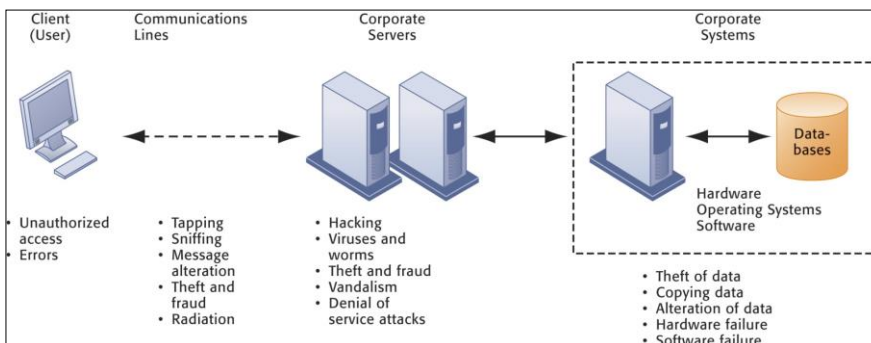 Client
(User)
Communications
Lines
Corporate
Servers
Corporate
Systems
Data-
bases
Hardware
Operating Systems
Software
• Unauthorized
access
• Errors
• Tapping
• Sniffing
• Message
alteration
• Theft and
fraud
• Radiation
• Hacking
• Viruses and
worms
• Theft and fraud
• Vandalism
• Denial of
service attacks
• Theft of data
• Copying data
• Alteration of data
• Hardware failure
• Software failure